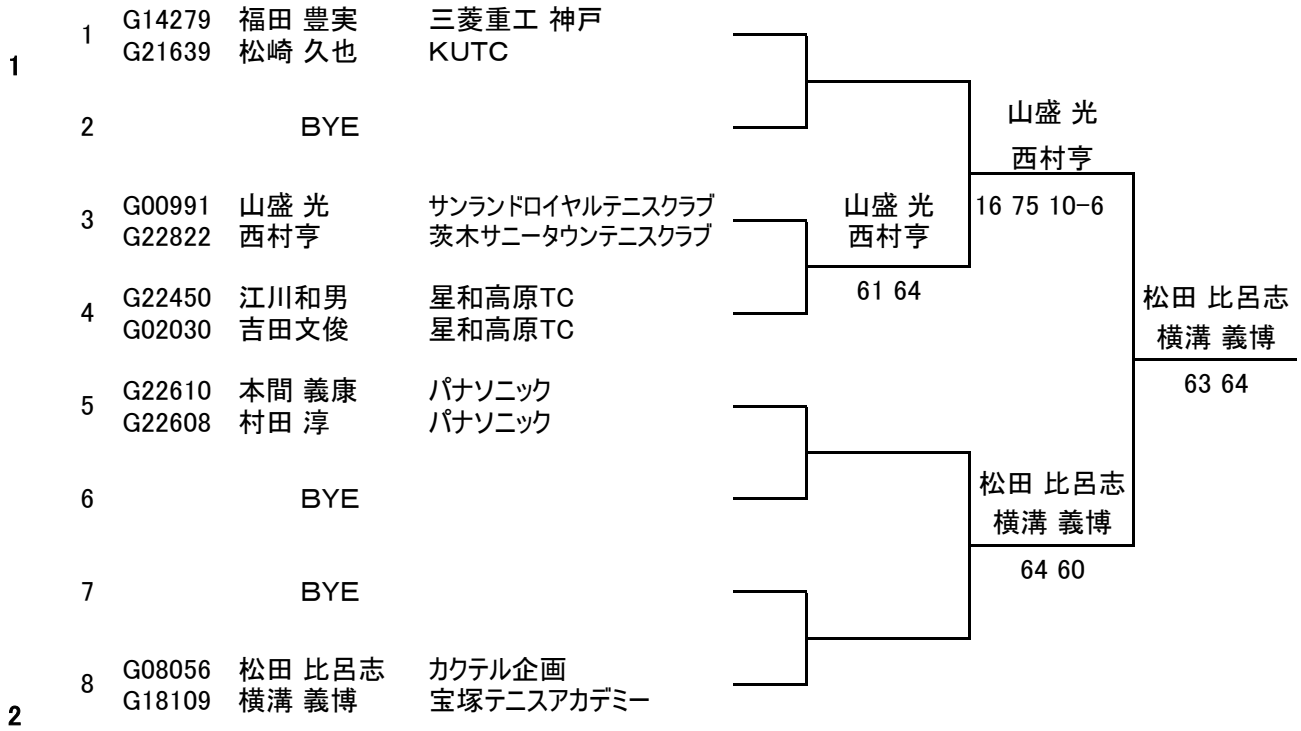 1
1 G14279 福田 豊実 三菱重工 神戸
G21639 松崎 久也 KUTC
2 BYE
3 G00991 山盛 光 サンランドロイヤルテニスクラブ
G22822 西村亨 茨木サニータウンテニスクラブ
4 G22450 江川和男 星和高原TC
G02030 吉田文俊 星和高原TC
5 G22610 本間 義康 パナソニック
G22608 村田 淳 パナソニック
6 BYE
7 BYE
8 G08056 松田 比呂志 カクテル企画
G18109 横溝 義博 宝塚テニスアカデミー
2
山盛 光
西村亨
61 64
山盛 光
西村亨
16 75 10-6
松田 比呂志
横溝 義博
64 60
松田 比呂志
横溝 義博
63 64